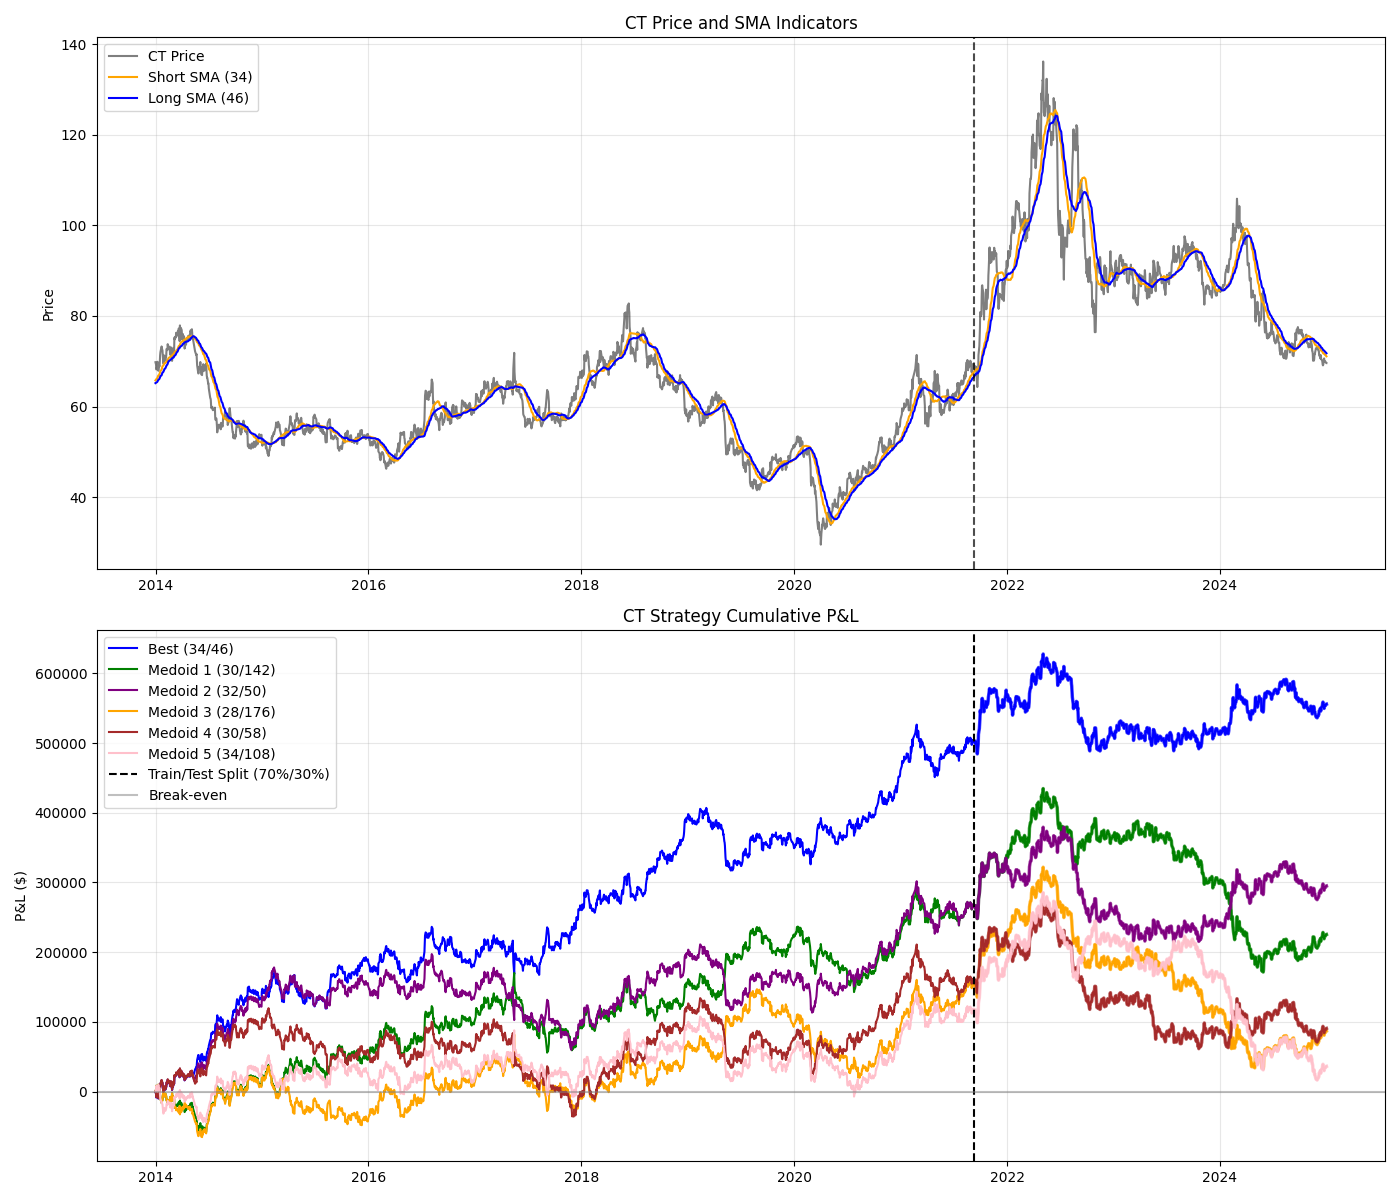 CT Price and SMA Indicators
CT Price
Short SMA (34)
Long SMA (46)
Price
140
120
100
80
60
40
2014
2016
2018
2020
2022
2024
CT Strategy Cumulative P&L
Best (34/46)
Medoid 1 (30/142)
Medoid 2 (32/50)
Medoid 3 (28/176)
Medoid 4 (30/58)
Medoid 5 (34/108)
Train/Test Split (70%/30%)
Break-even
P&L ($)
600000
500000
400000
300000
200000
100000
0
2014
2016
2018
2020
2022
2024